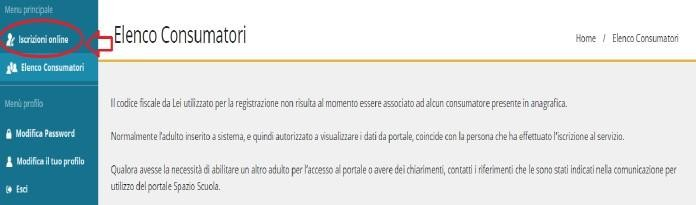 Menu principale
Iscrizioni online
Elenco Consumatori
Menù profilo
Modifica Password
Modifica il tuo profilo
Esci
Elenco Consumatori
Home / Elenco Consumatori
Il codice fiscale da Lei utilizzato per la registrazione non risulta al momento essere associato ad alcun consumatore presente in anagrafica.
Normalmente l'adulto inserito a sistema, e quindi autorizzato a visualizzare i dati da portale, coincide con la persona che ha effettuato l'iscrizione al servizio.
Qualora avesse la necessità di abilitare un altro adulto per l'accesso al portale o avere dei chiarimenti, contatti i riferimenti che le sono stati indicati nella comunicazione per
utilizzo del portale Spazio Scuola.